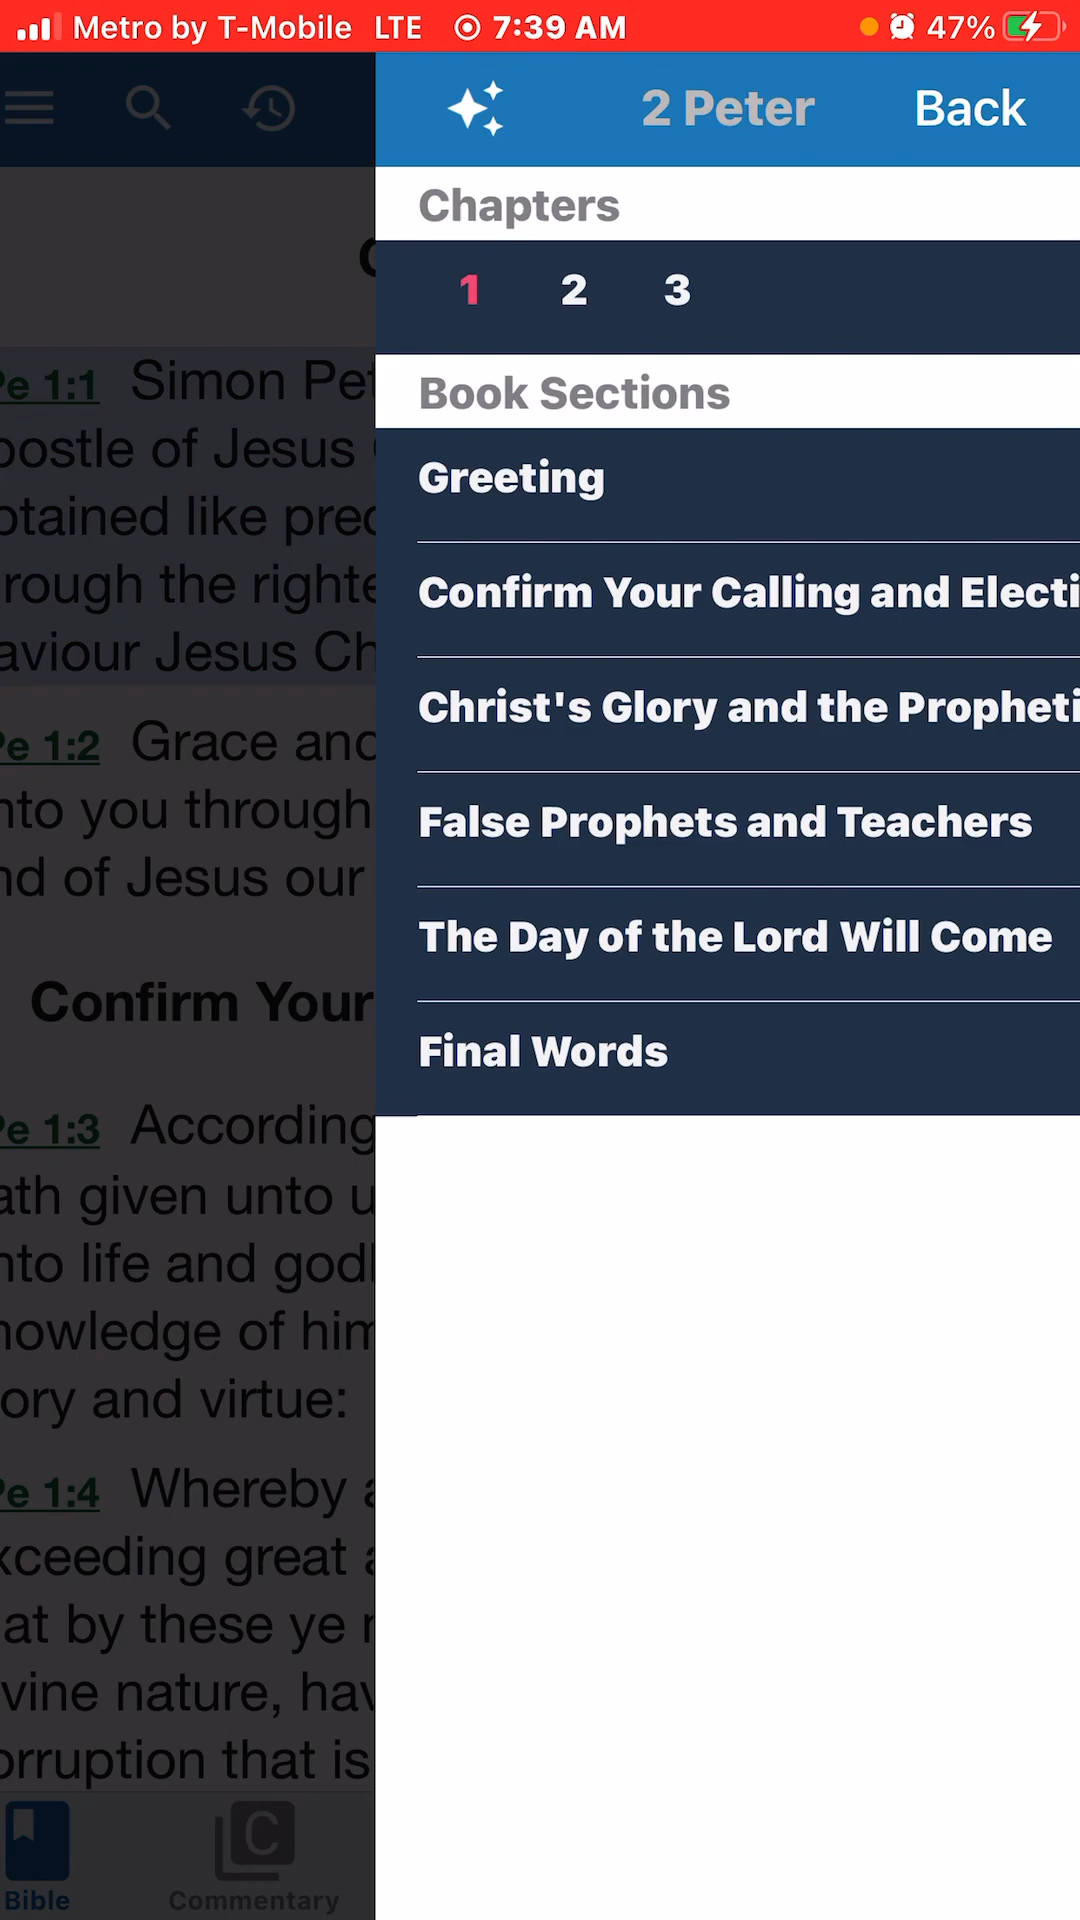 Metro by T-Mobile LTE 7:39 AM 47%
2 Peter Back
Chapters
1 2 3
Book Sections
Greeting
Confirm Your Calling and Electi
Christ's Glory and the Propheti
False Prophets and Teachers
The Day of the Lord Will Come
Final Words
Pe 1:1 Simon Pet
postle of Jesus
btained like prec
rough the righte
aviour Jesus Ch
Pe 1:2 Grace and
nto you through
nd of Jesus our
Confirm Your
Pe 1:3 According
ath given unto u
nto life and godl
nowledge of him
ory and virtue:
Pe 1:4 Whereby a
xceeding great a
at by these ye
vine nature, hav
orruption that is
Bible Commentary